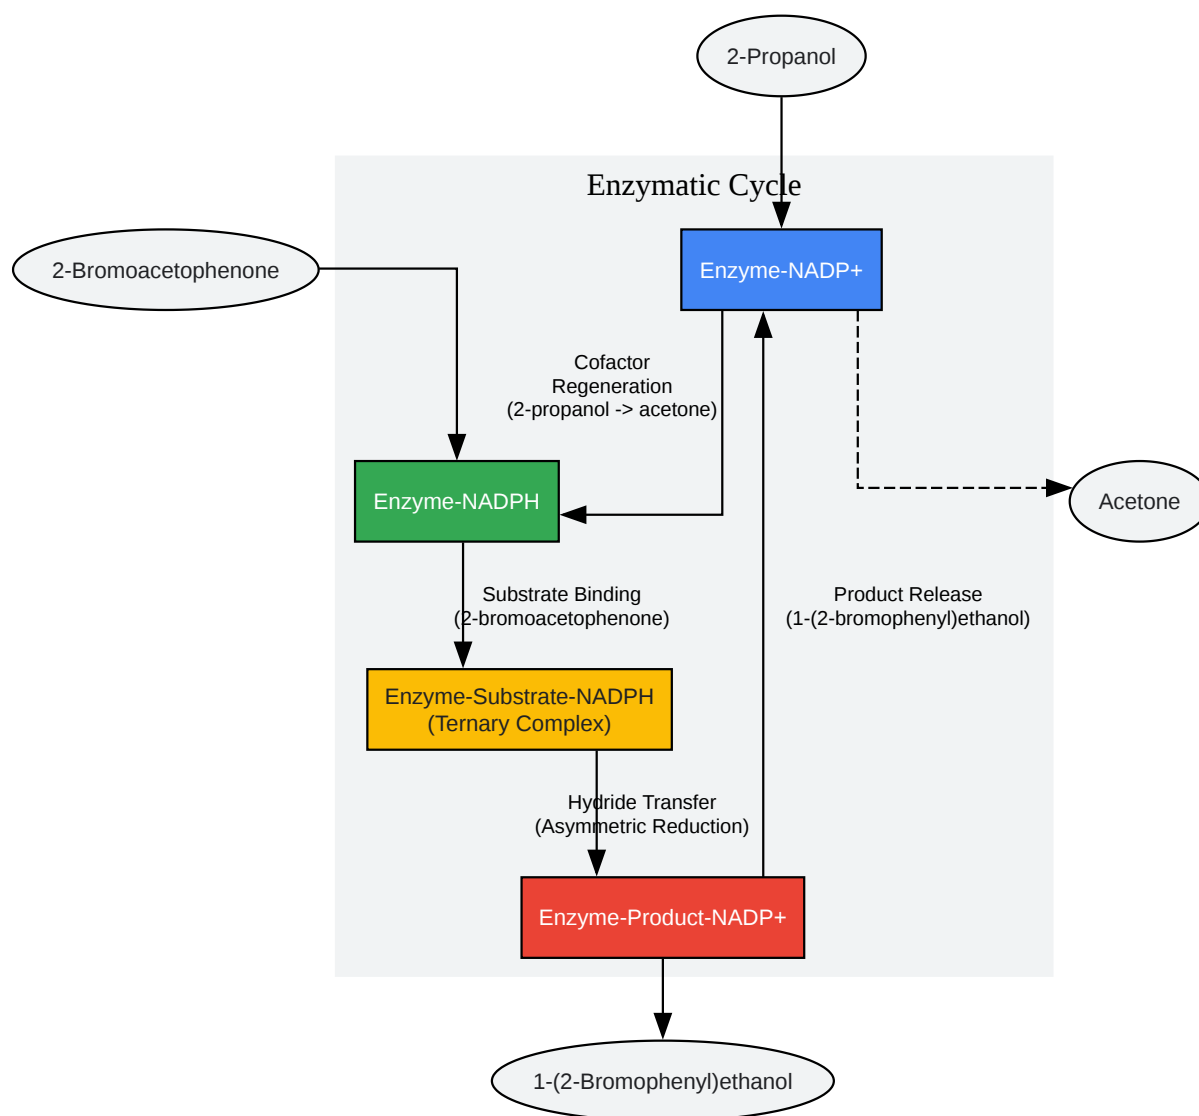 2-Propanol
Enzymatic Cycle
2-Bromoacetophenone
Enzyme-NADP+
Cofactor
Regeneration
(2-propanol -> acetone)
Enzyme-NADPH
Acetone
Substrate Binding
(2-bromoacetophenone)
Product Release
(1-(2-bromophenyl)ethanol)
Enzyme-Substrate-NADPH
(Ternary Complex)
Hydride Transfer
(Asymmetric Reduction)
Enzyme-Product-NADP+
1-(2-Bromophenyl)ethanol